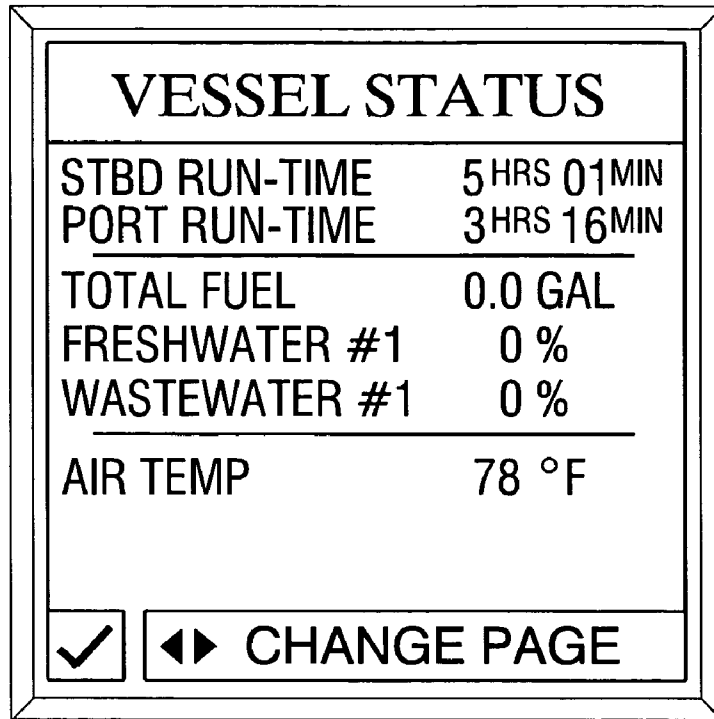 VESSEL STATUS
STBD RUN-TIME 5 HRS 01 MIN
PORT RUN-TIME 3 HRS 16 MIN
TOTAL FUEL 0.0 GAL
FRESHWATER #1 0 %
WASTEWATER #1 0 %
AIR TEMP 78 °F
✓ ◀▶ CHANGE PAGE